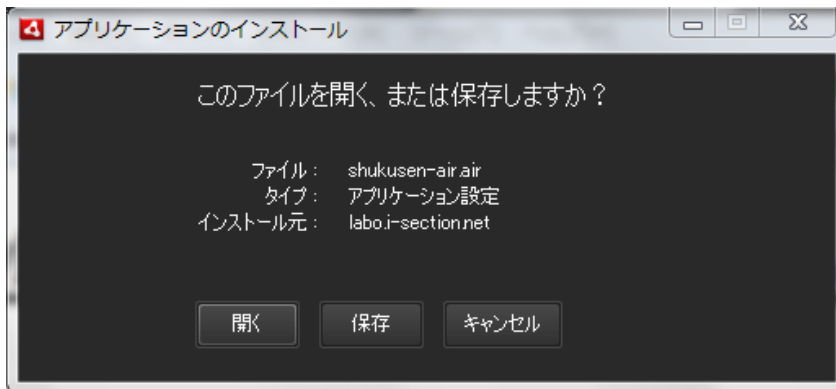 アプリケーションのインストール
このファイルを開く、または保存しますか？
ファイル： shukusen-air.air
タイプ： アプリケーション設定
インストール元： labo.i-section.net
開く 保存 キャンセル